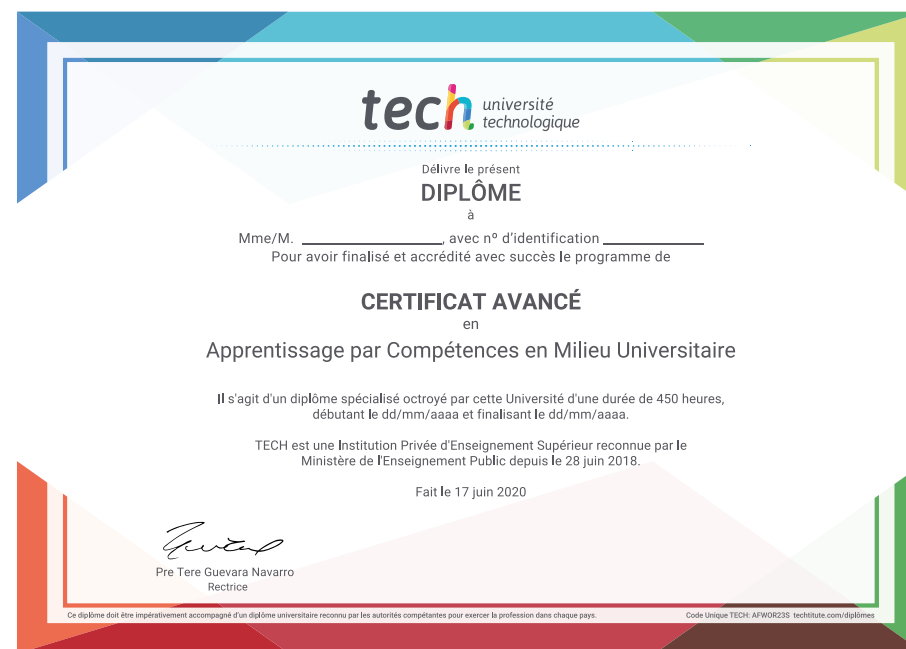 tech université
technologique
Délivre le présent
DIPLÔME
à
Mme/M. ____________________, avec nº d'identification ______________
Pour avoir finalisé et accrédité avec succès le programme de
CERTIFICAT AVANCÉ
en
Apprentissage par Compétences en Milieu Universitaire
Il s'agit d'un diplôme spécialisé octroyé par cette Université d'une durée de 450 heures,
débutant le dd/mm/aaaa et finalisant le dd/mm/aaaa.
TECH est une Institution Privée d'Enseignement Supérieur reconnue par le
Ministère de l'Enseignement Public depuis le 28 juin 2018.
Fait le 17 juin 2020
Pre Tere Guevara Navarro
Rectrice
Ce diplôme doit être impérativement accompagné d'un diplôme universitaire reconnu par les autorités compétentes pour exercer la profession dans chaque pays.
Code Unique TECH: AFWOR23S techtitute.com/diplômes